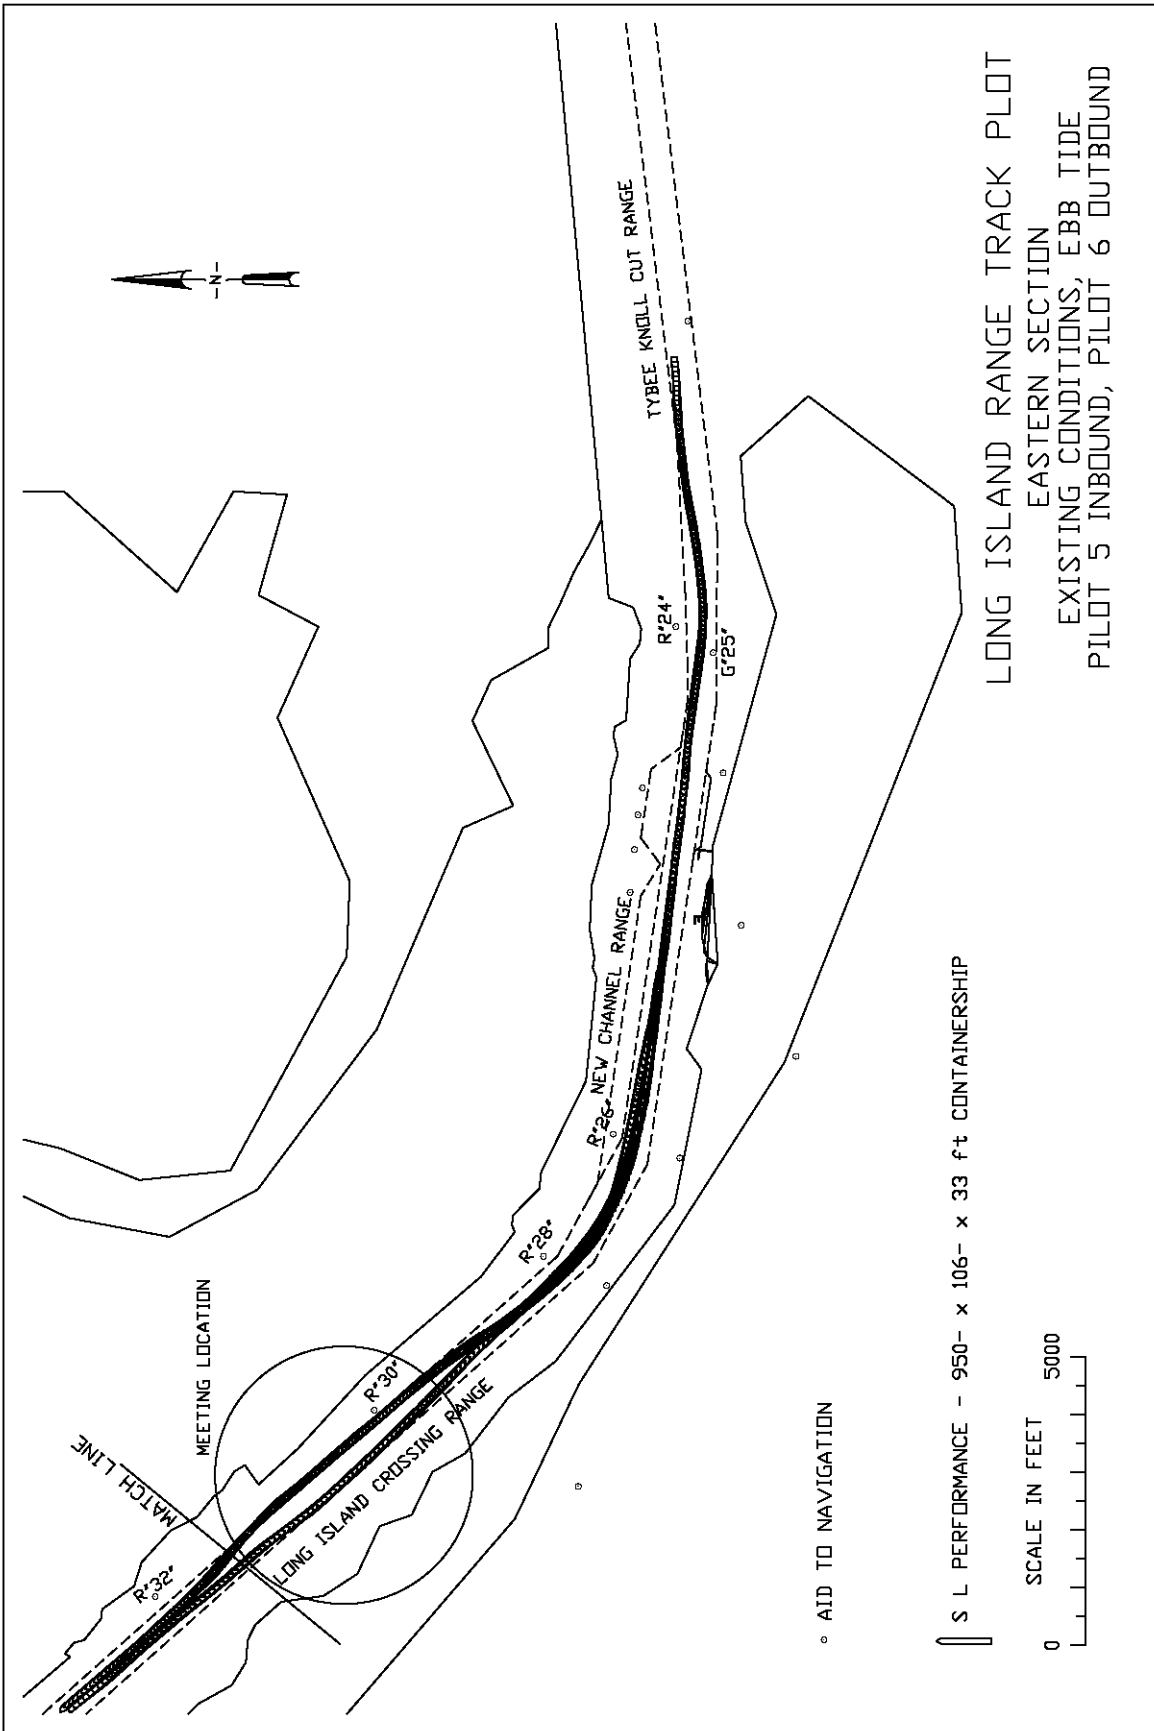 LONG ISLAND RANGE TRACK PLOT
EASTERN SECTION
EXISTING CONDITIONS, EBB TIDE
PILOT 5 INBOUND, PILOT 6 OUTBOUND
-N-
TYBEE KNOLL CUT RANGE
R"24"
G"25"
NEW CHANNEL RANGE
R"26"
R"28"
MEETING LOCATION
R"30"
LONG ISLAND CROSSING RANGE
MATCH LINE
R"32"
AID TO NAVIGATION
S L PERFORMANCE - 950- x 106- x 33 ft CONTAINERSHIP
SCALE IN FEET
0 5000